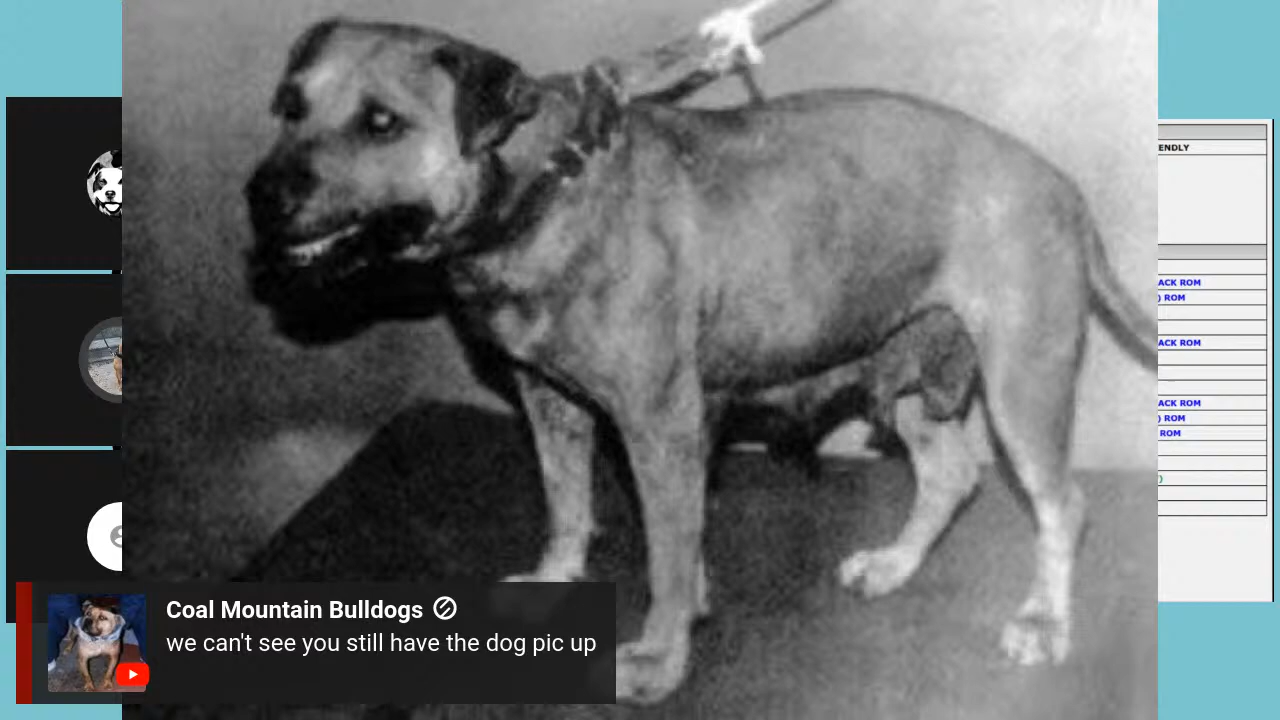 ENDLY
ACK ROM
) ROM
ACK ROM
ACK ROM
) ROM
ROM
)
Coal Mountain Bulldogs
we can't see you still have the dog pic up